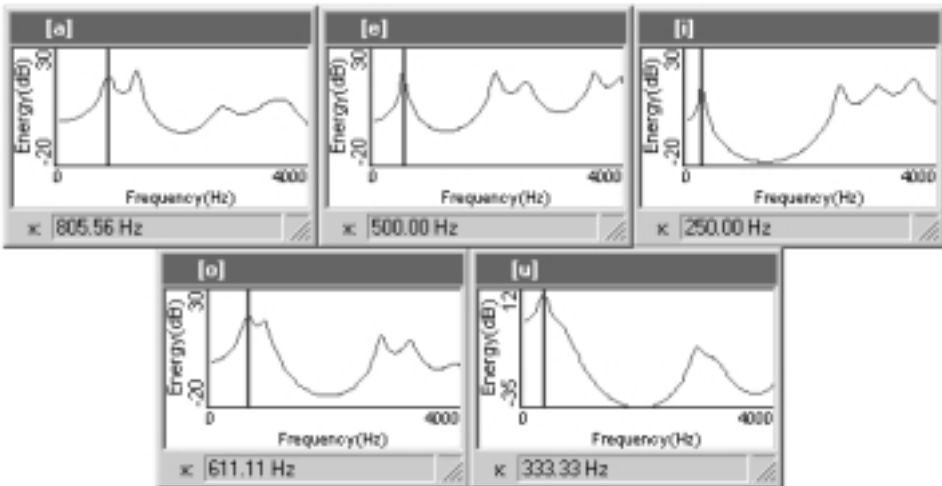 [a]
30
Energy(dB)
-20
0 4000
Frequency(Hz)
x: 805.56 Hz
[e]
30
Energy(dB)
-20
0 4000
Frequency(Hz)
x: 500.00 Hz
[i]
30
Energy(dB)
-20
0 4000
Frequency(Hz)
x: 250.00 Hz
[o]
30
Energy(dB)
-20
0 4000
Frequency(Hz)
x: 611.11 Hz
[u]
12
Energy(dB)
-35
0 4000
Frequency(Hz)
x: 333.33 Hz